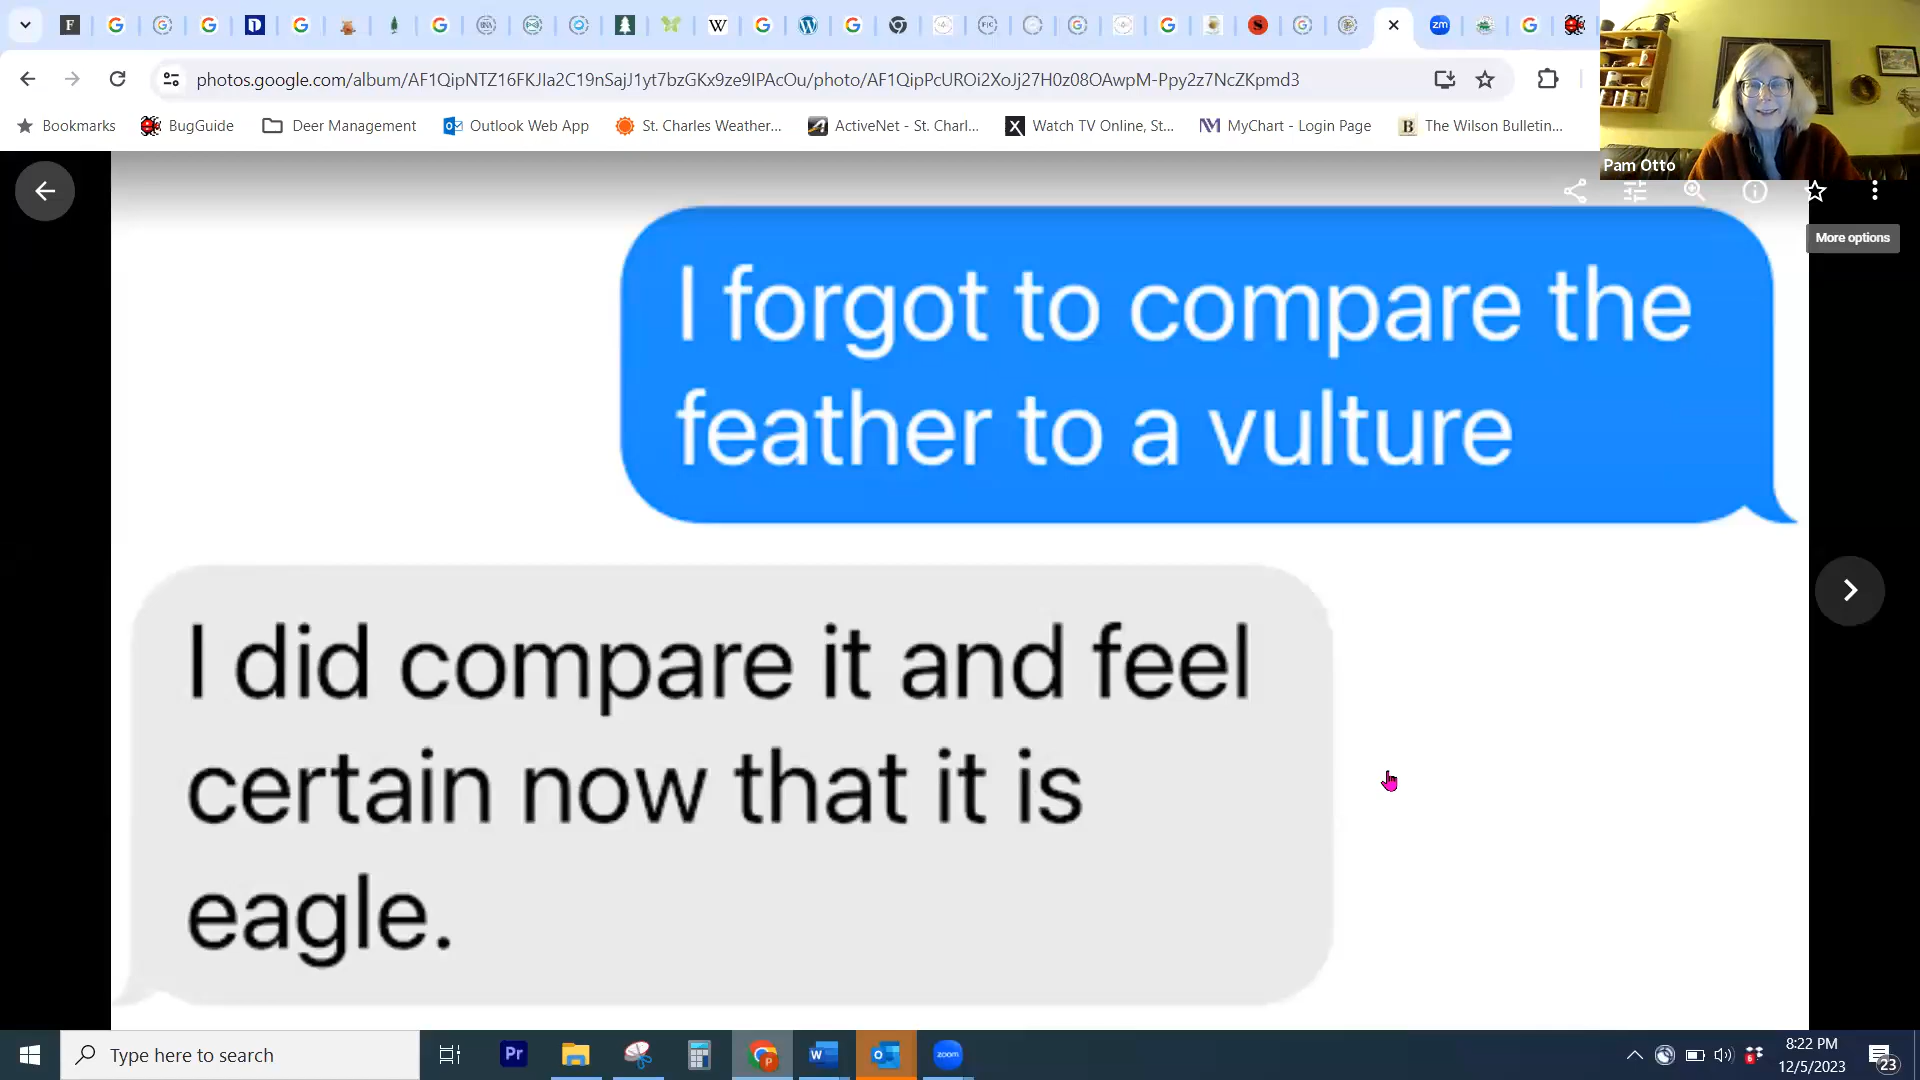 photos.google.com/album/AF1QipNTZ16FKJIa2C19nSajJ1yt7bzGKx9ze9IPAcOu/photo/AF1QipPcUROi2XoJj27H0z08OAwpM-Ppy2z7NcZKpmd3
Bookmarks BugGuide Deer Management Outlook Web App St. Charles Weather... ActiveNet - St. Charl... Watch TV Online, St... MyChart - Login Page The Wilson Bulletin...
Pam Otto
More options
I forgot to compare the
feather to a vulture
I did compare it and feel
certain now that it is
eagle.
Type here to search
Pr
zoom
8:22 PM
12/5/2023
23